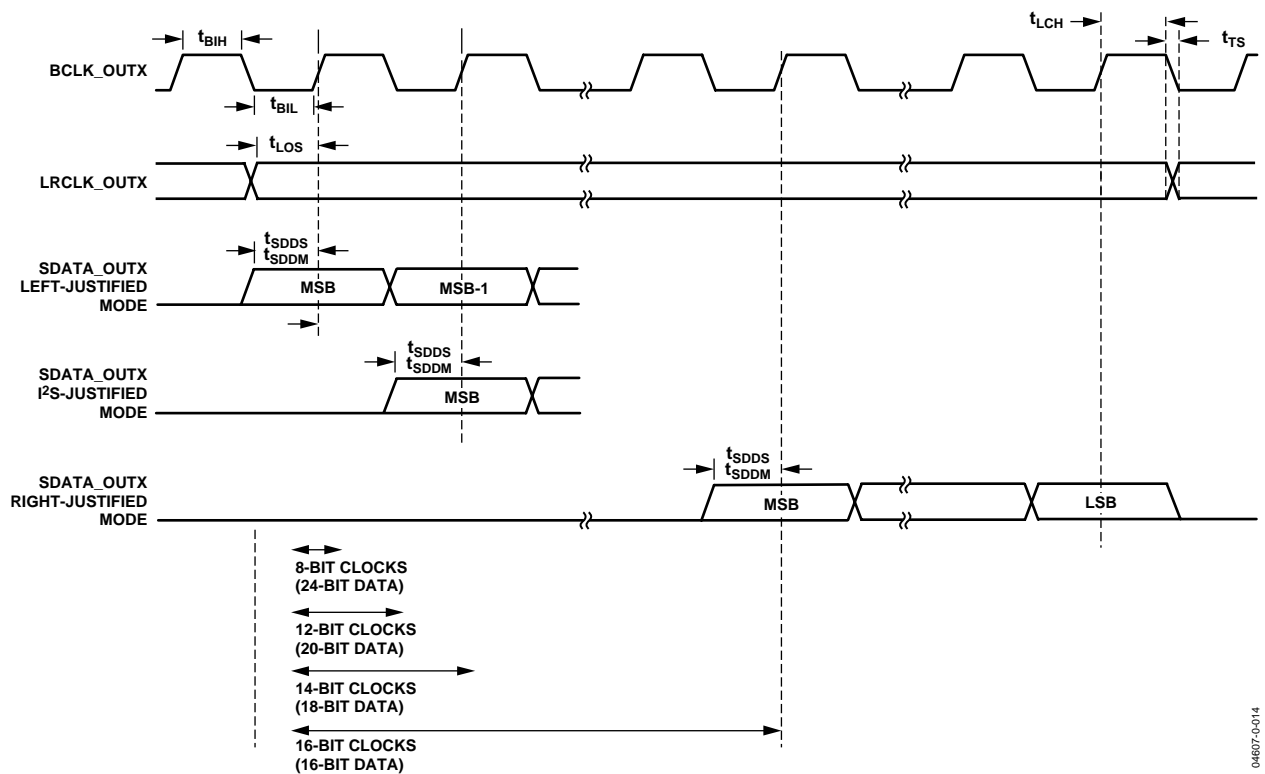 tLCH
tBIH
tTS
BCLK_OUTX
tBIL
tLOS
LRCLK_OUTX
tSDDS
tSDDM
SDATA_OUTX
LEFT-JUSTIFIED
MODE
MSB
MSB-1
tSDDS
tSDDM
SDATA_OUTX
I²S-JUSTIFIED
MODE
MSB
tSDDS
tSDDM
SDATA_OUTX
RIGHT-JUSTIFIED
MODE
MSB
LSB
8-BIT CLOCKS
(24-BIT DATA)
12-BIT CLOCKS
(20-BIT DATA)
14-BIT CLOCKS
(18-BIT DATA)
16-BIT CLOCKS
(16-BIT DATA)
04607-0-014